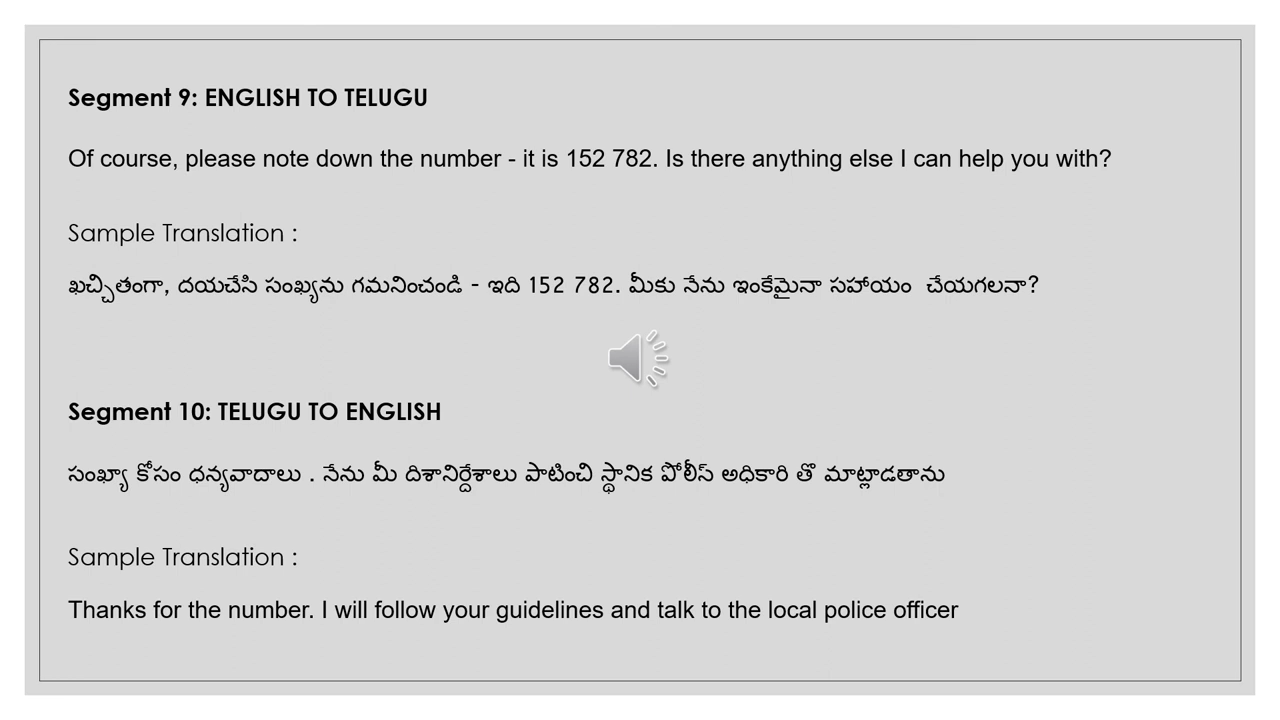 Segment 9: ENGLISH TO TELUGU
Of course, please note down the number - it is 152 782. Is there anything else I can help you with?
Sample Translation :
ఖచ్చితంగా, దయచేసి సంఖ్యను గమనించండి - ఇది 152 782. మీకు నేను ఇంకేమైనా సహాయం  చేయగలనా?
Segment 10: TELUGU TO ENGLISH
సంఖ్యా కోసం ధన్యవాదాలు . నేను మీ దిశానిర్దేశాలు పాటించి స్థానిక పోలీస్ అధికారి తొ మాట్లాడతాను
Sample Translation :
Thanks for the number. I will follow your guidelines and talk to the local police officer